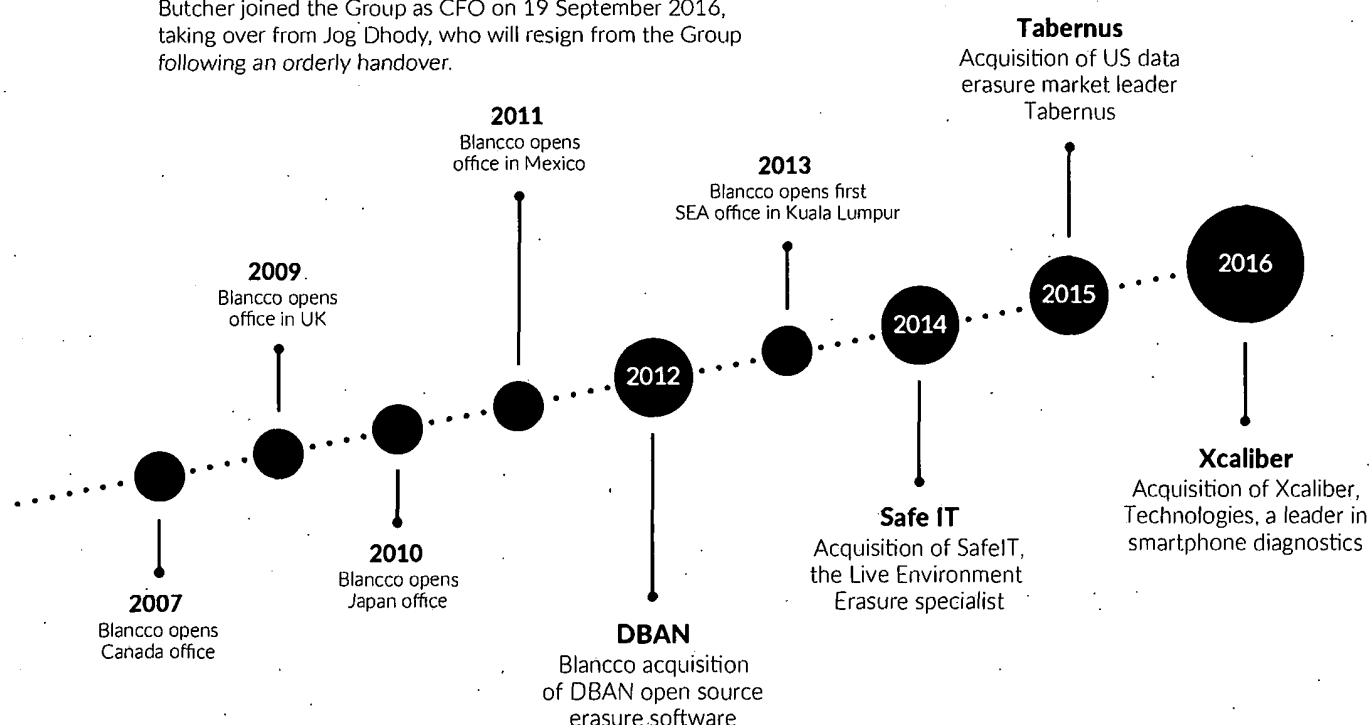 Butcher joined the Group as CFO on 19 September 2016,
taking over from Jog Dhody, who will resign from the Group
following an orderly handover.
2007
Blancco opens
Canada office
2009
Blancco opens
office in UK
2010
Blancco opens
Japan office
2011
Blancco opens
office in Mexico
2012
DBAN
Blancco acquisition
of DBAN open source
erasure software
2013
Blancco opens first
SEA office in Kuala Lumpur
2014
Safe IT
Acquisition of SafeIT,
the Live Environment
Erasure specialist
Tabernus
Acquisition of US data
erasure market leader
Tabernus
2015
2016
Xcaliber
Acquisition of Xcaliber,
Technologies, a leader in
smartphone diagnostics